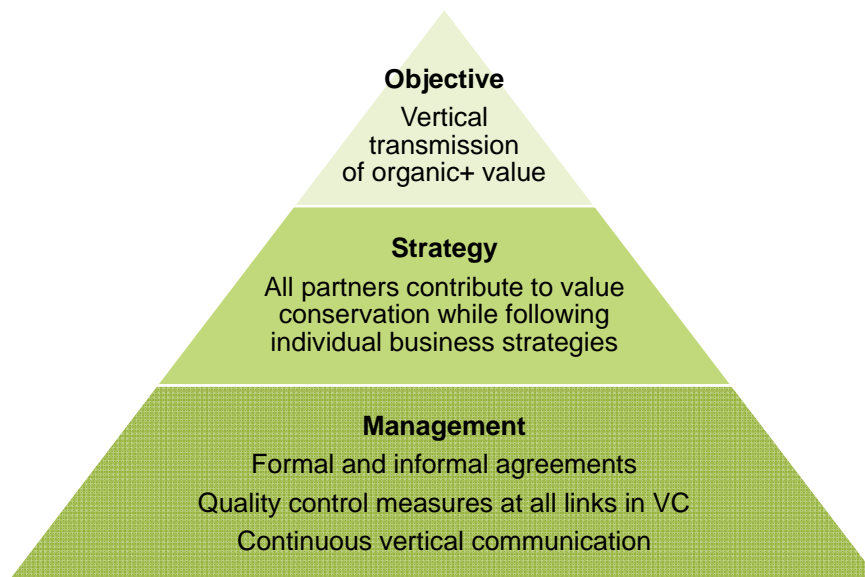 Objective
Vertical
transmission
of organic+ value
Strategy
All partners contribute to value
conservation while following
individual business strategies
Management
Formal and informal agreements
Quality control measures at all links in VC
Continuous vertical communication